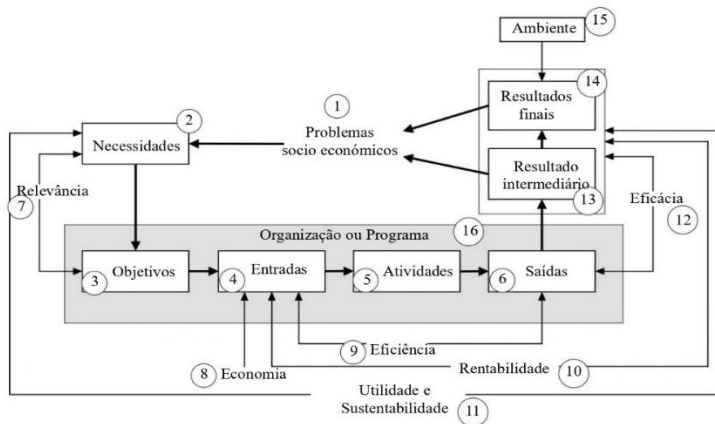 Ambiente 15
14
Resultados
finais
1
Problemas
socio económicos
2
Necessidades
Resultado
intermediário
13
Relevância
7
Eficácia
12
Organização ou Programa 16
3 Objetivos
4 Entradas
5 Atividades
6 Saídas
9 Eficiência
8 Economia
Rentabilidade 10
Utilidade e
Sustentabilidade 11